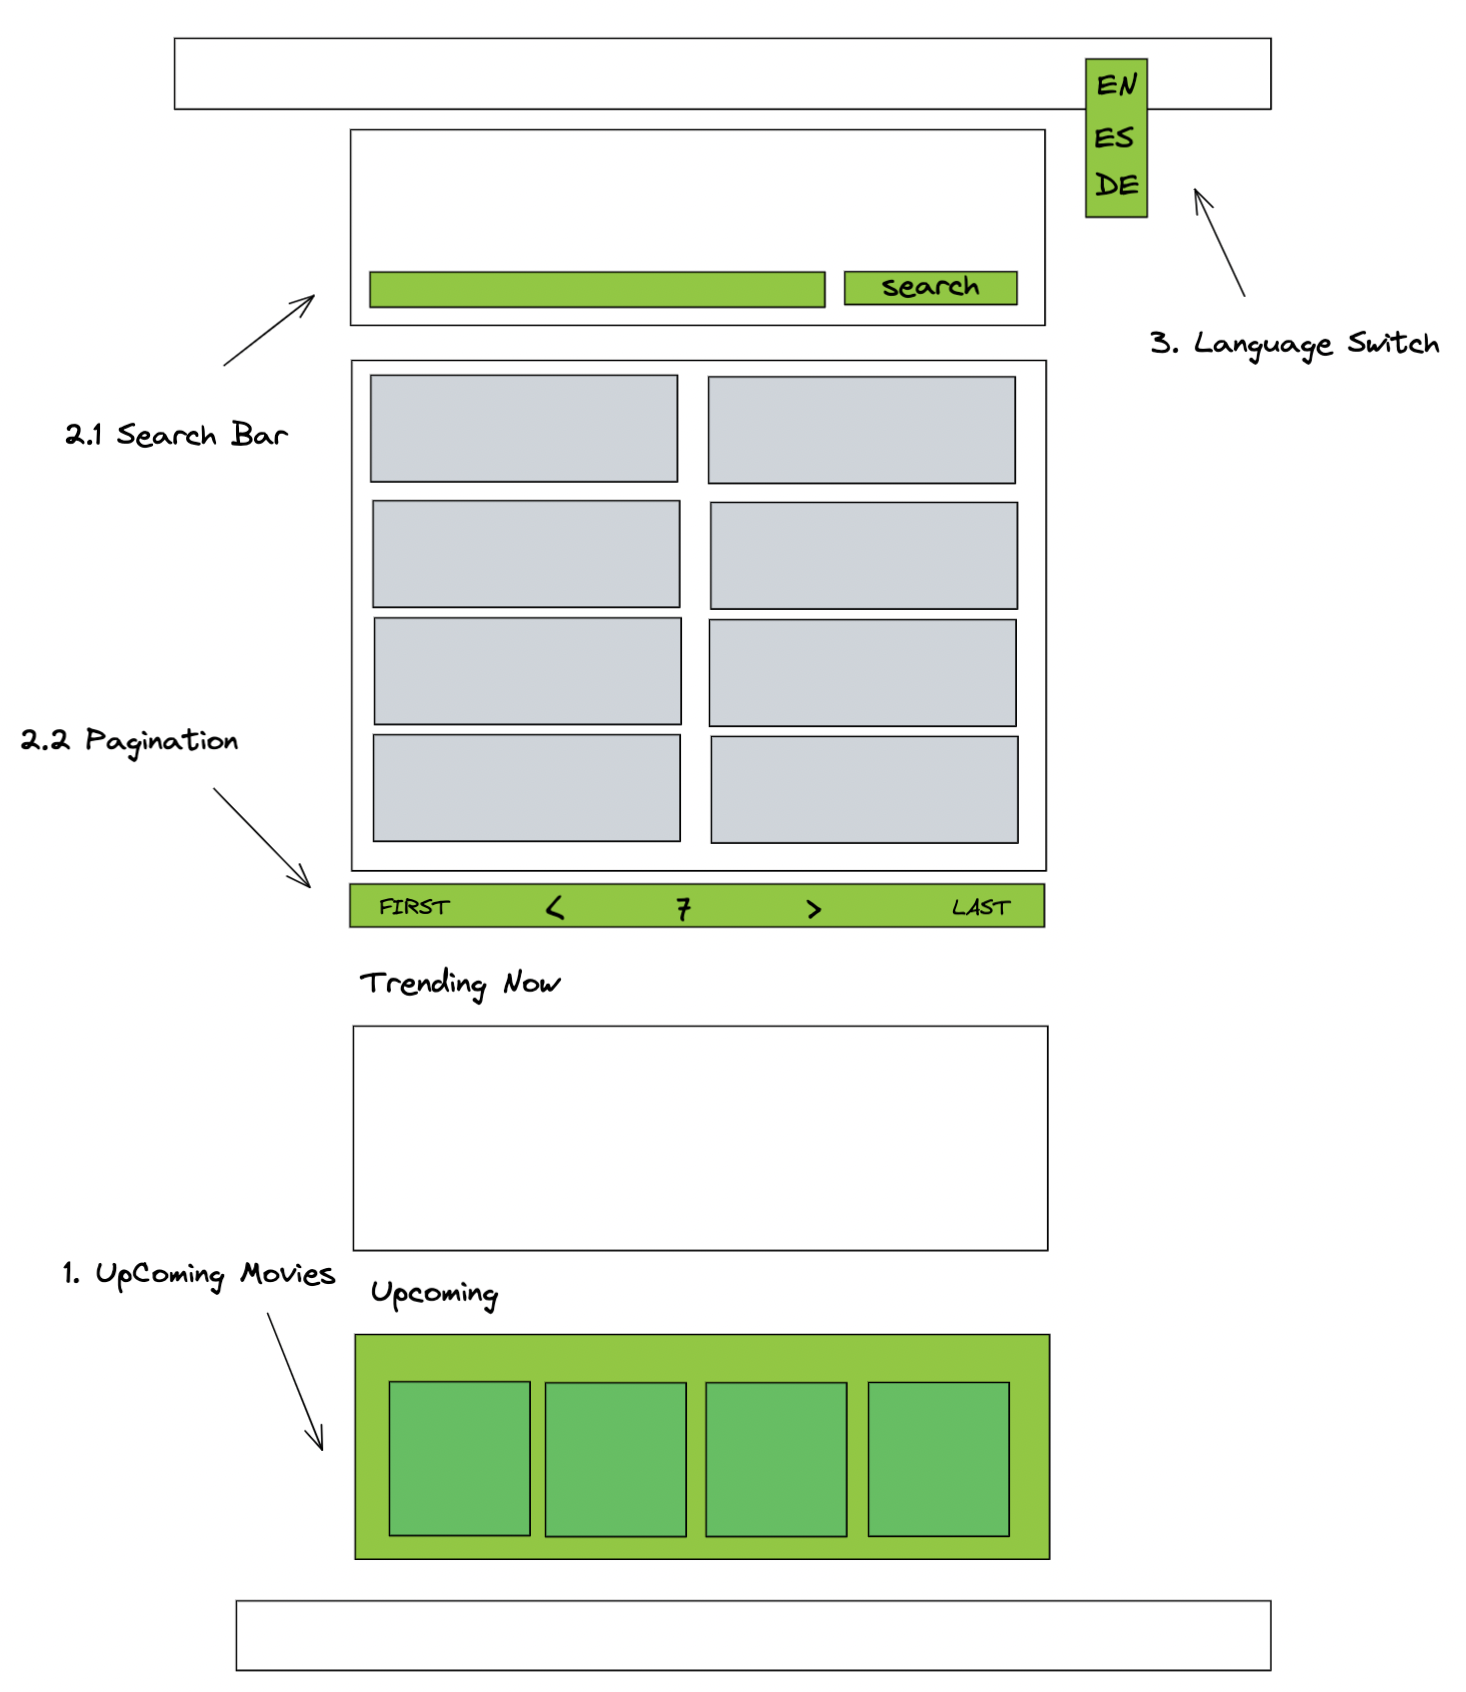 EN
ES
DE
search
3. Language Switch
2.1 Search Bar
2.2 Pagination
FIRST < 7 > LAST
Trending Now
1. UpComing Movies
Upcoming